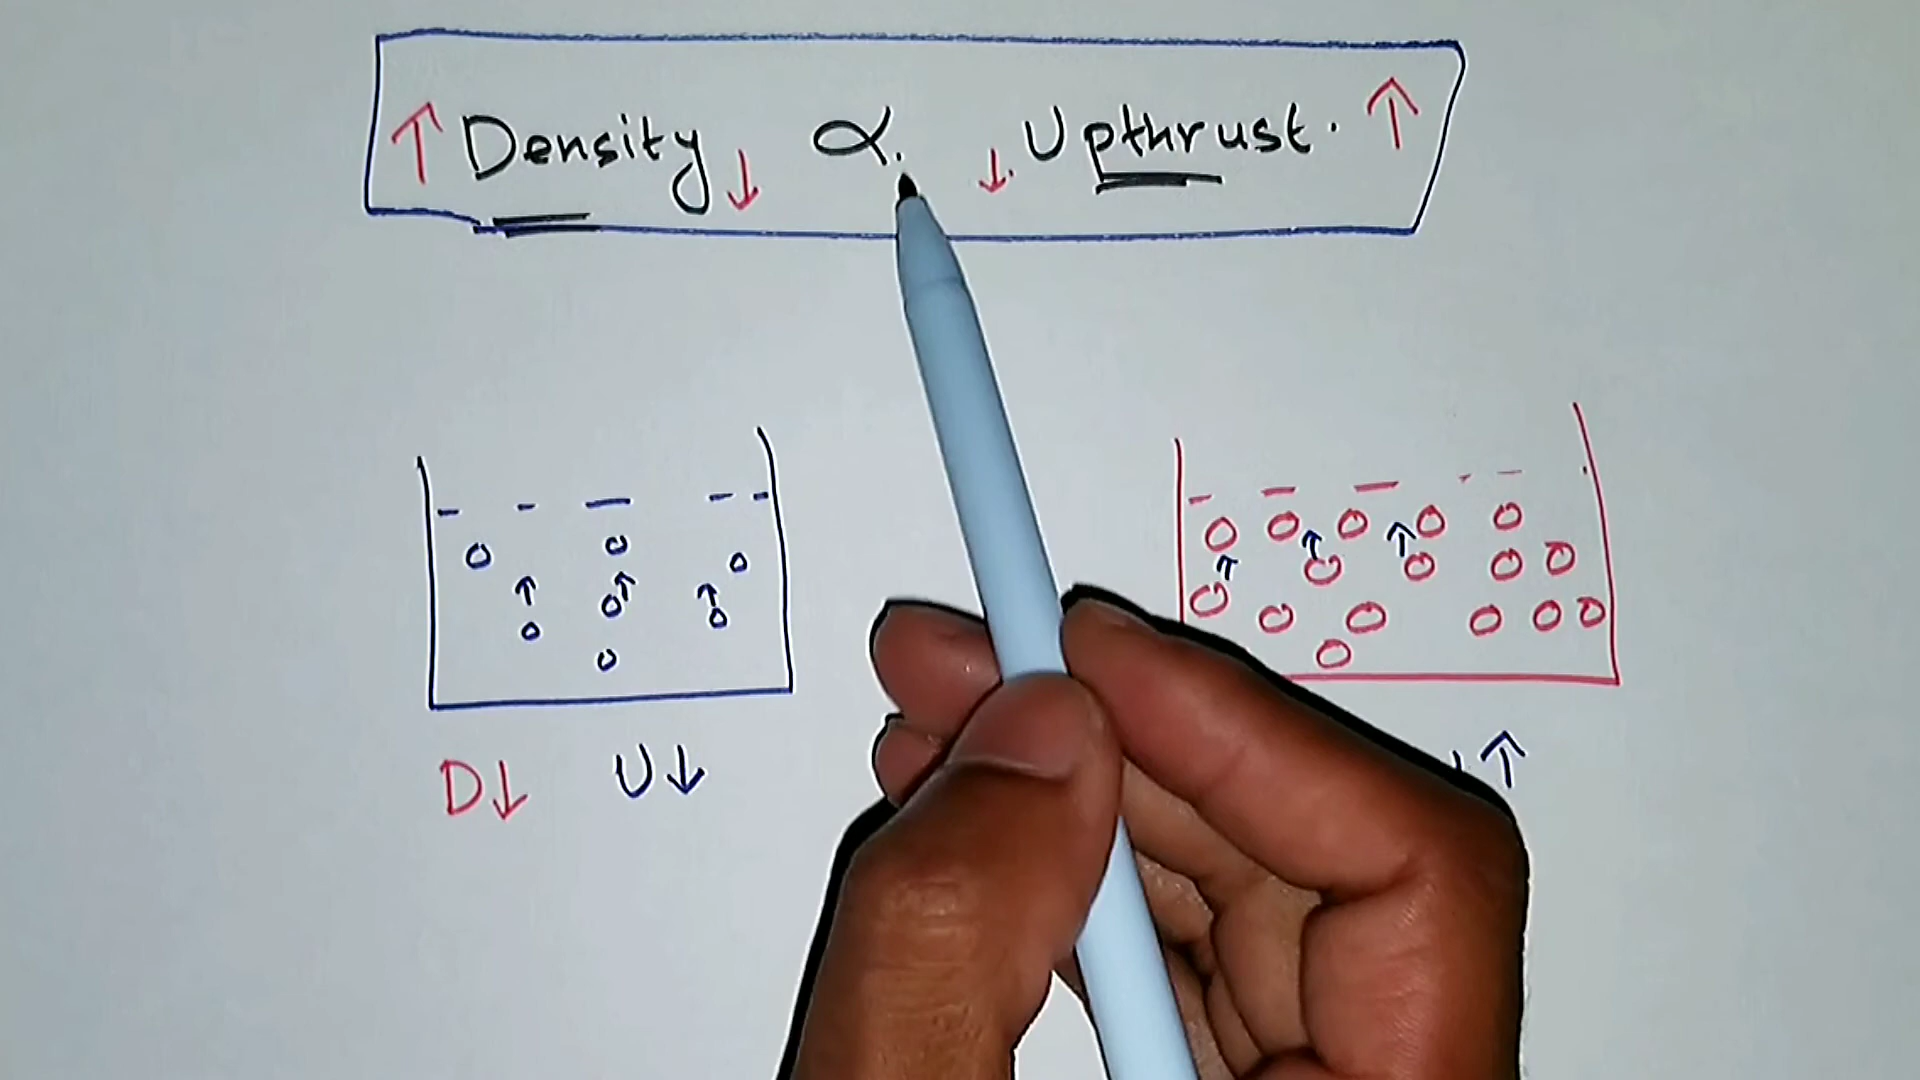 ↑ Density ↓ α. ↓. Upthrust. ↑
D↓ U↓
↑